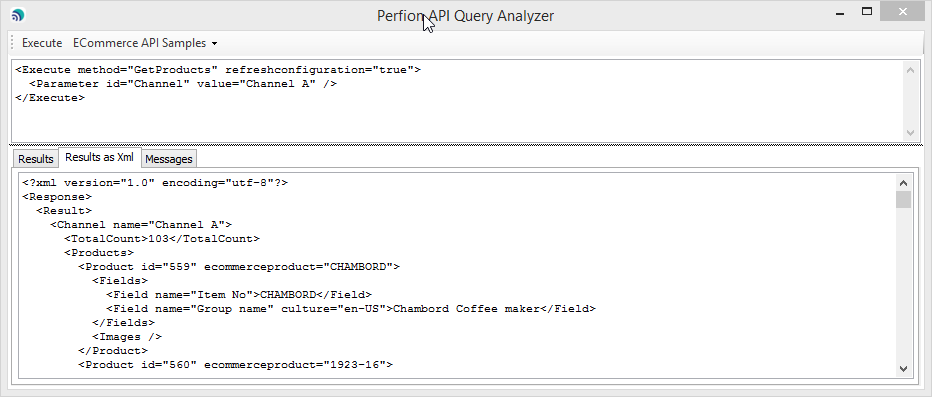 Perfion API Query Analyzer
Execute ECommerce API Samples
<Execute method="GetProducts" refreshconfiguration="true">
  <Parameter id="Channel" value="Channel A" />
</Execute>
Results Results as Xml Messages
<?xml version="1.0" encoding="utf-8"?>
<Response>
  <Result>
    <Channel name="Channel A">
      <TotalCount>103</TotalCount>
      <Products>
        <Product id="559" ecommerceproduct="CHAMBORD">
          <Fields>
            <Field name="Item No">CHAMBORD</Field>
            <Field name="Group name" culture="en-US">Chambord Coffee maker</Field>
          </Fields>
          <Images />
        </Product>
        <Product id="560" ecommerceproduct="1923-16">